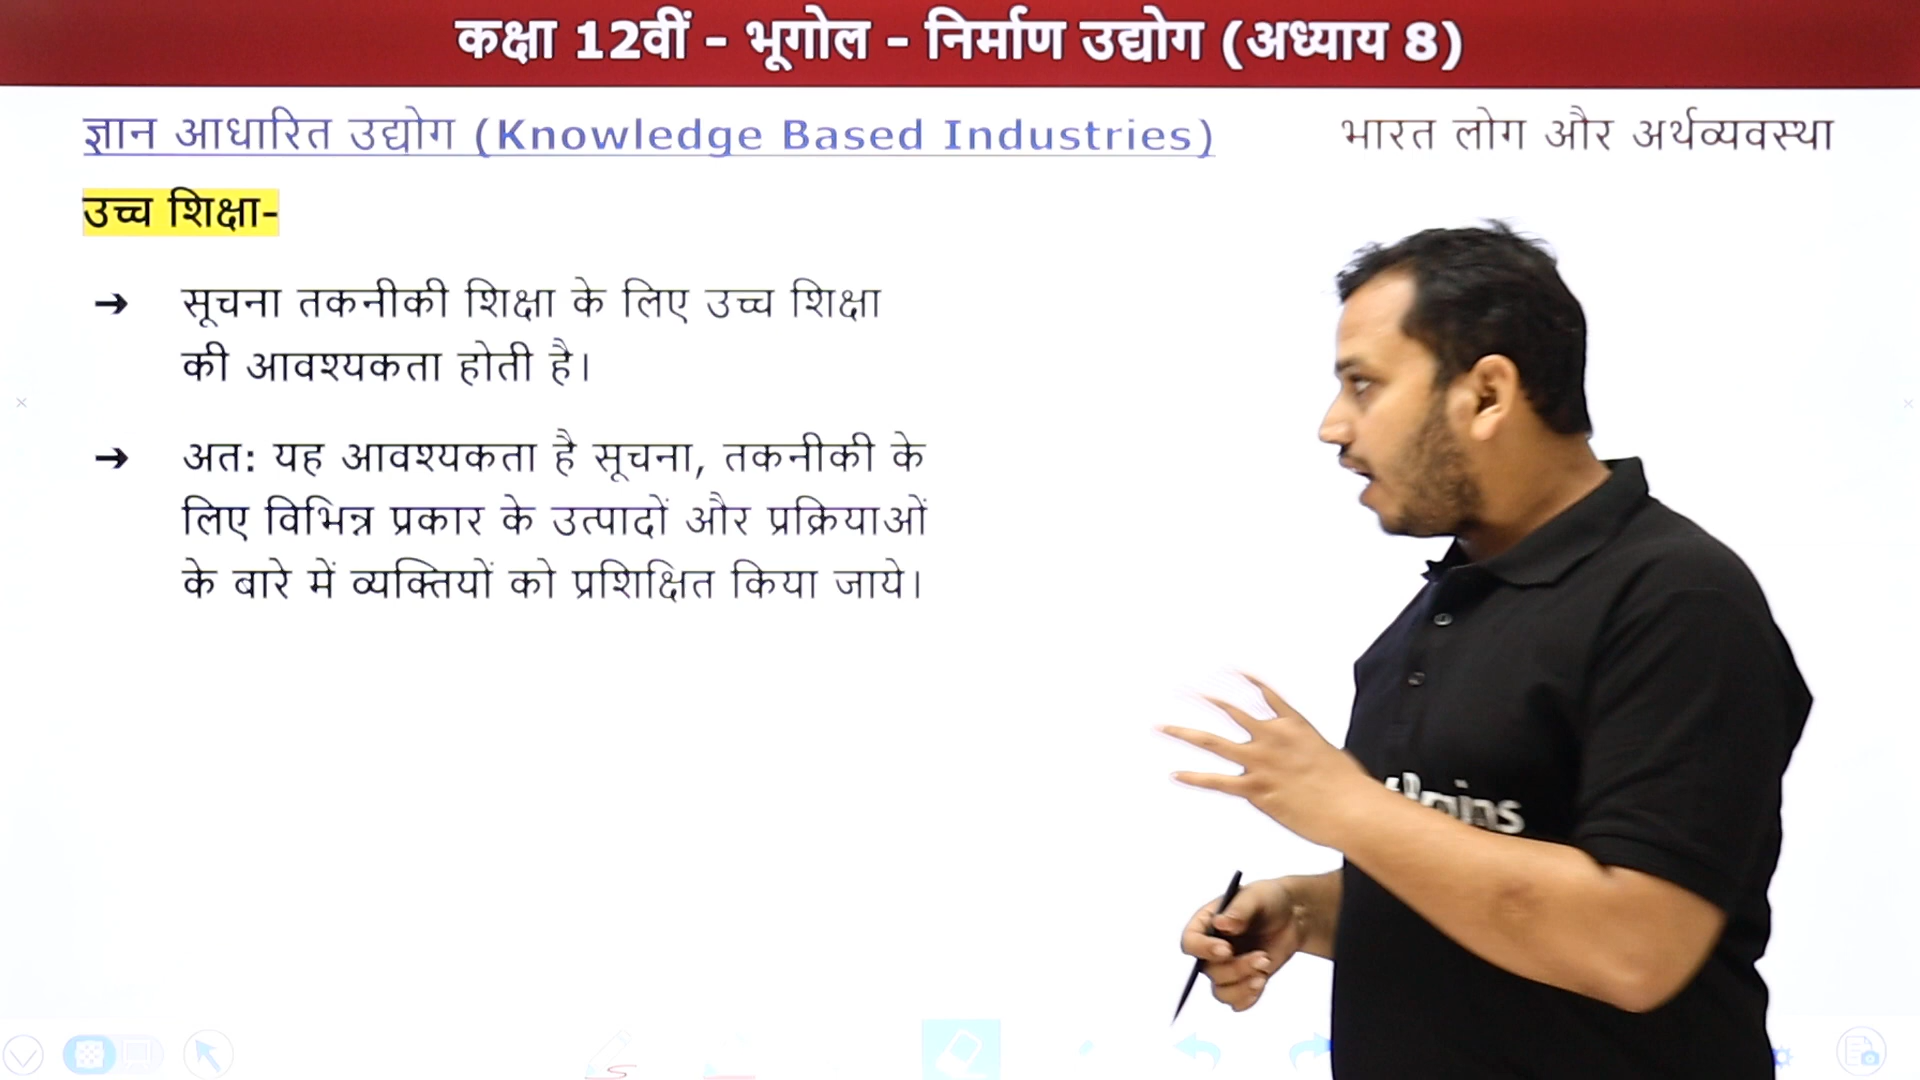 कक्षा 12वीं - भूगोल - निर्माण उद्योग (अध्याय 8)
ज्ञान आधारित उद्योग (Knowledge Based Industries)
भारत लोग और अर्थव्यवस्था
उच्च शिक्षा-
➔ सूचना तकनीकी शिक्षा के लिए उच्च शिक्षा
की आवश्यकता होती है।
➔ अत: यह आवश्यकता है सूचना, तकनीकी के
लिए विभिन्न प्रकार के उत्पादों और प्रक्रियाओं
के बारे में व्यक्तियों को प्रशिक्षित किया जाये।